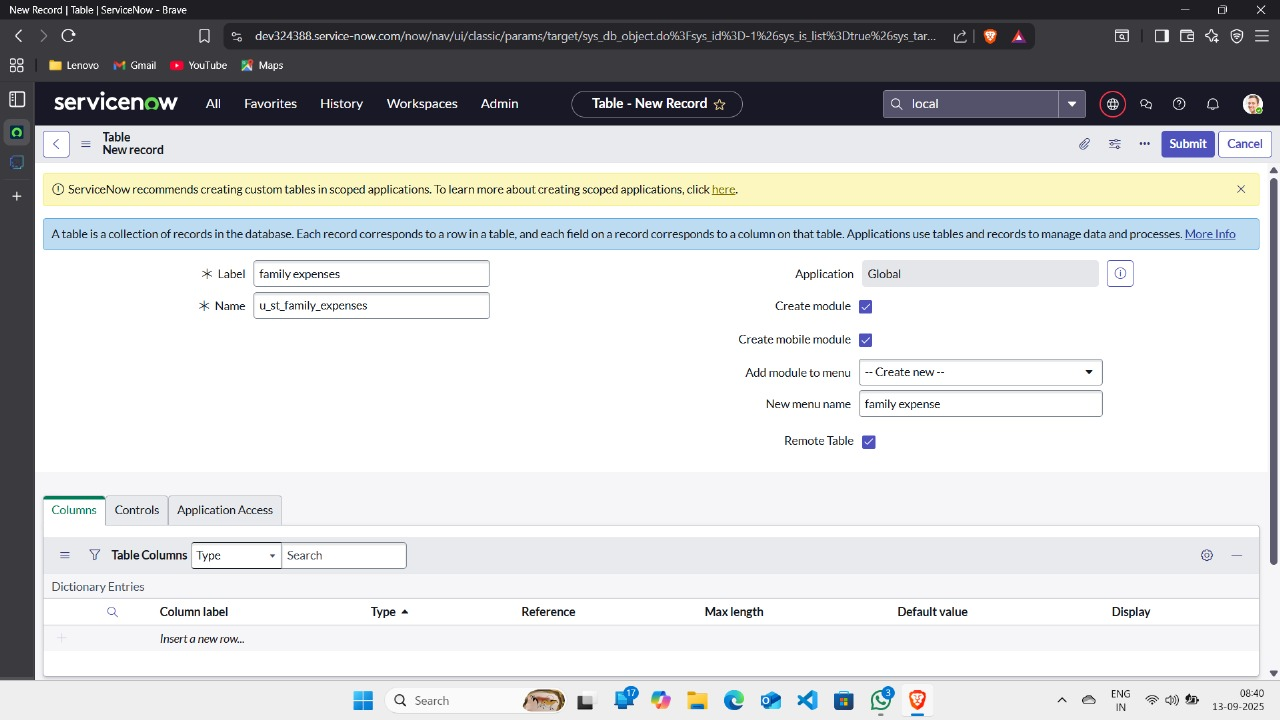 New Record | Table | ServiceNow - Brave
dev324388.service-now.com/now/nav/ui/classic/params/target/sys_db_object.do%3Fsys_id%3D-1%26sys_is_list%3Dtrue%26sys_tar...
Lenovo Gmail YouTube Maps
servicenow All Favorites History Workspaces Admin Table - New Record local
Table
New record
Submit Cancel
ServiceNow recommends creating custom tables in scoped applications. To learn more about creating scoped applications, click here.
A table is a collection of records in the database. Each record corresponds to a row in a table, and each field on a record corresponds to a column on that table. Applications use tables and records to manage data and processes. More Info
Label family expenses Application Global
Name u_st_family_expenses Create module
Create mobile module
Add module to menu -- Create new --
New menu name family expense
Remote Table
Columns Controls Application Access
Table Columns Type Search
Dictionary Entries
Column label Type Reference Max length Default value Display
Insert a new row...
Search 17 3 ENG 08:40
IN 13-09-2025